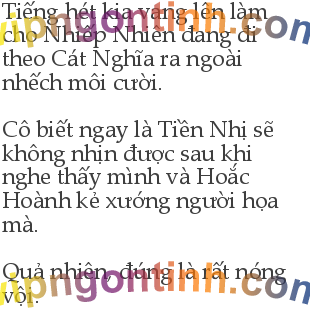 Tiếng hét kia vang lên làm
cho Nhiếp Nhiên đang đi
theo Cát Nghĩa ra ngoài
nhếch môi cười.
Cô biết ngay là Tiền Nhị sẽ
không nhịn được sau khi
nghe thấy mình và Hoắc
Hoành kẻ xướng người họa
mà.
Quả nhiên, đúng là rất nóng
vội.
vipngontinh.com
vipngontinh.com